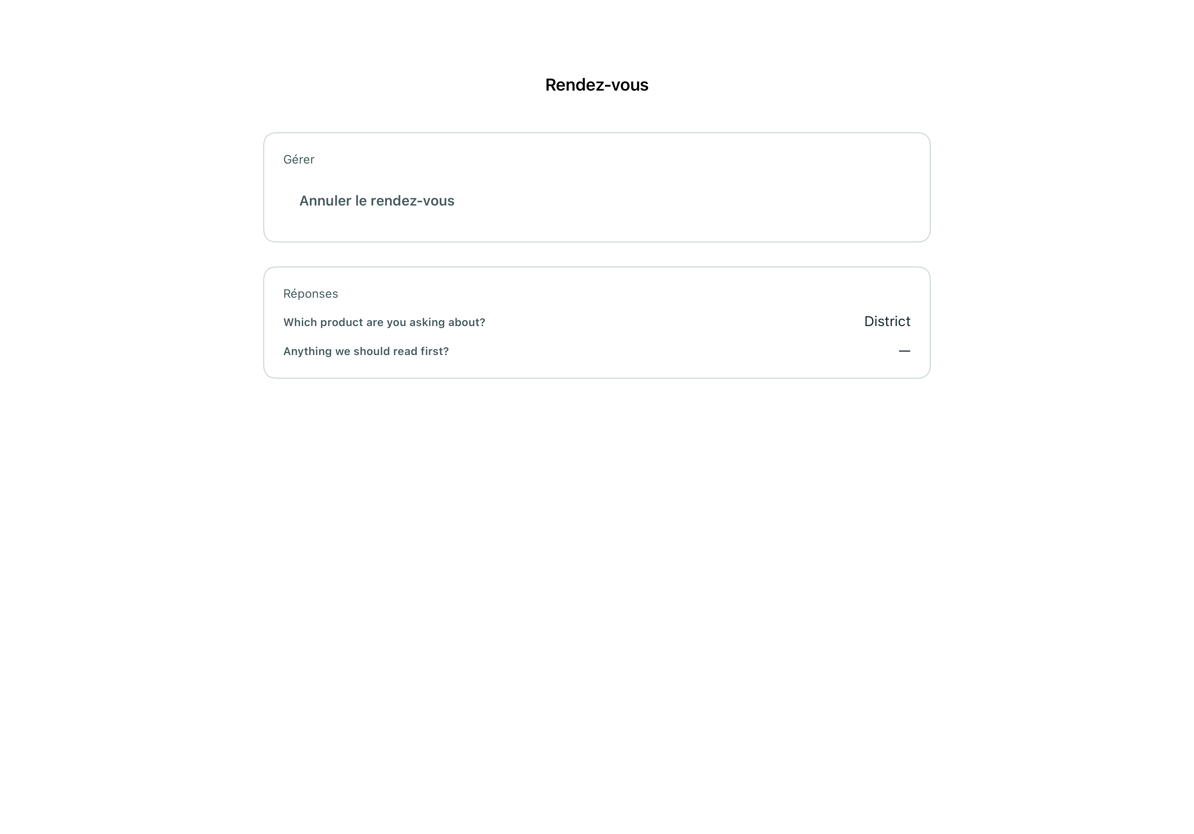 Rendez-vous
Gérer
Annuler le rendez-vous
Réponses
Which product are you asking about? District
Anything we should read first? —